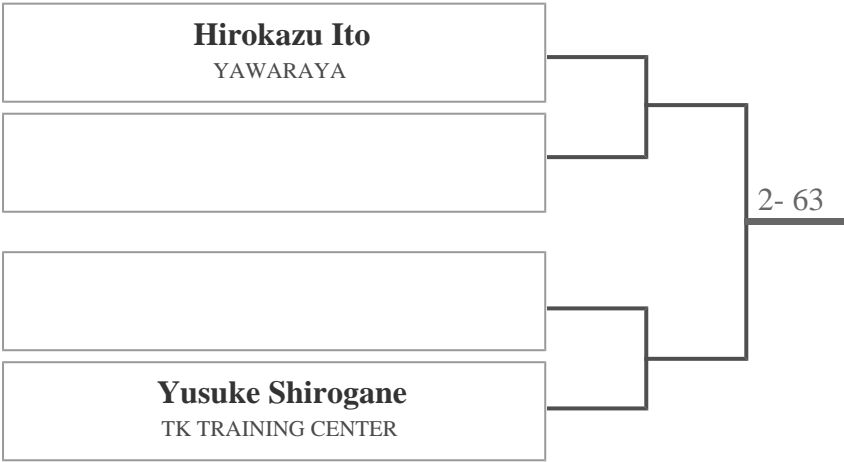 Hirokazu Ito
YAWARAYA
2- 63
Yusuke Shirogane
TK TRAINING CENTER